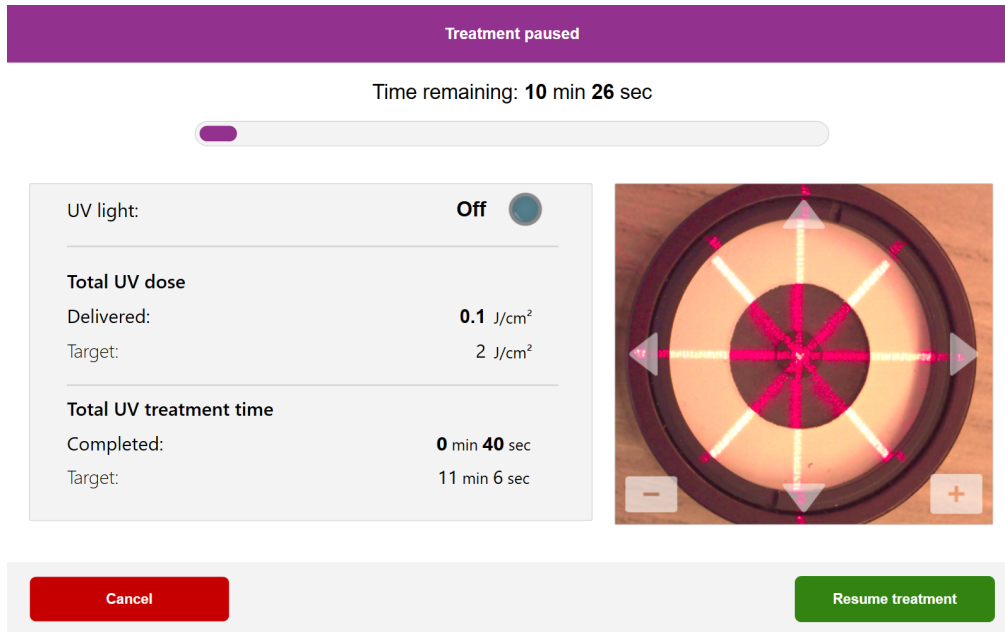 Treatment paused
Time remaining: 10 min 26 sec
UV light: Off
Total UV dose
Delivered: 0.1 J/cm²
Target: 2 J/cm²
Total UV treatment time
Completed: 0 min 40 sec
Target: 11 min 6 sec
− +
Cancel Resume treatment